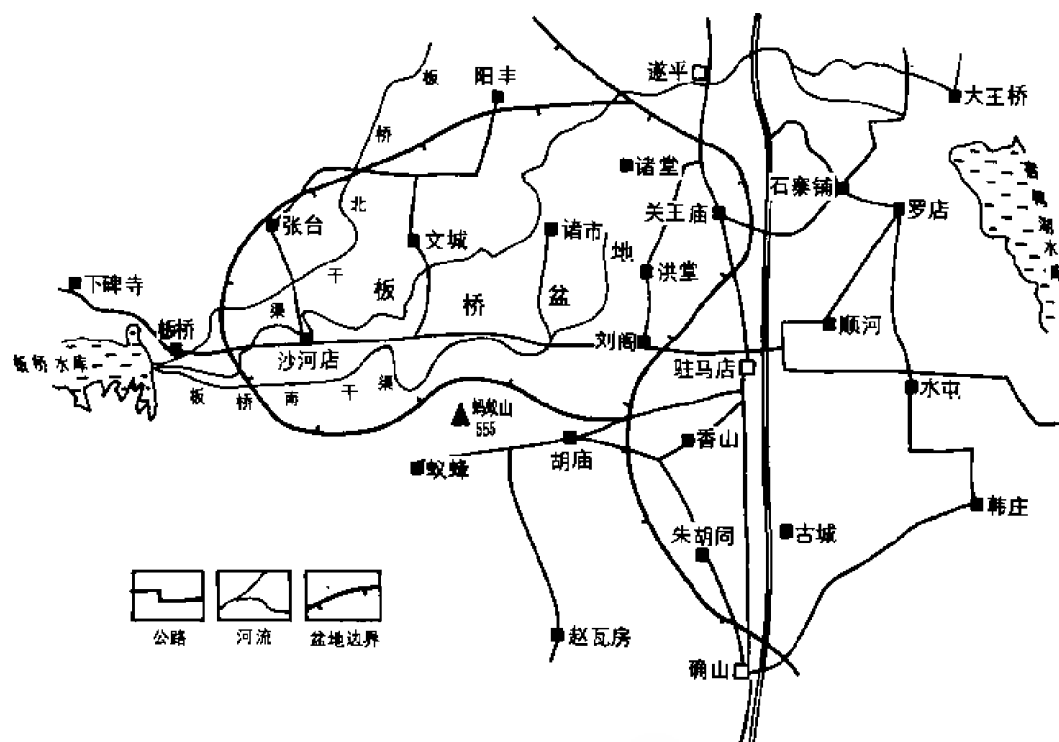 阳丰
遂平
大王桥
诸堂
石寨铺
关王庙
罗店
张台
文城
诸市
洪堂
下碑寺
板桥盆地
板桥北干渠
板桥
沙河店
刘阁
顺河
驻马店
水屯
板桥水库
板桥南干渠
蚂蚁山
555
香山
胡庙
蚁蜂
韩庄
朱胡同
古城
赵瓦房
确山
公路
河流
盆地边界